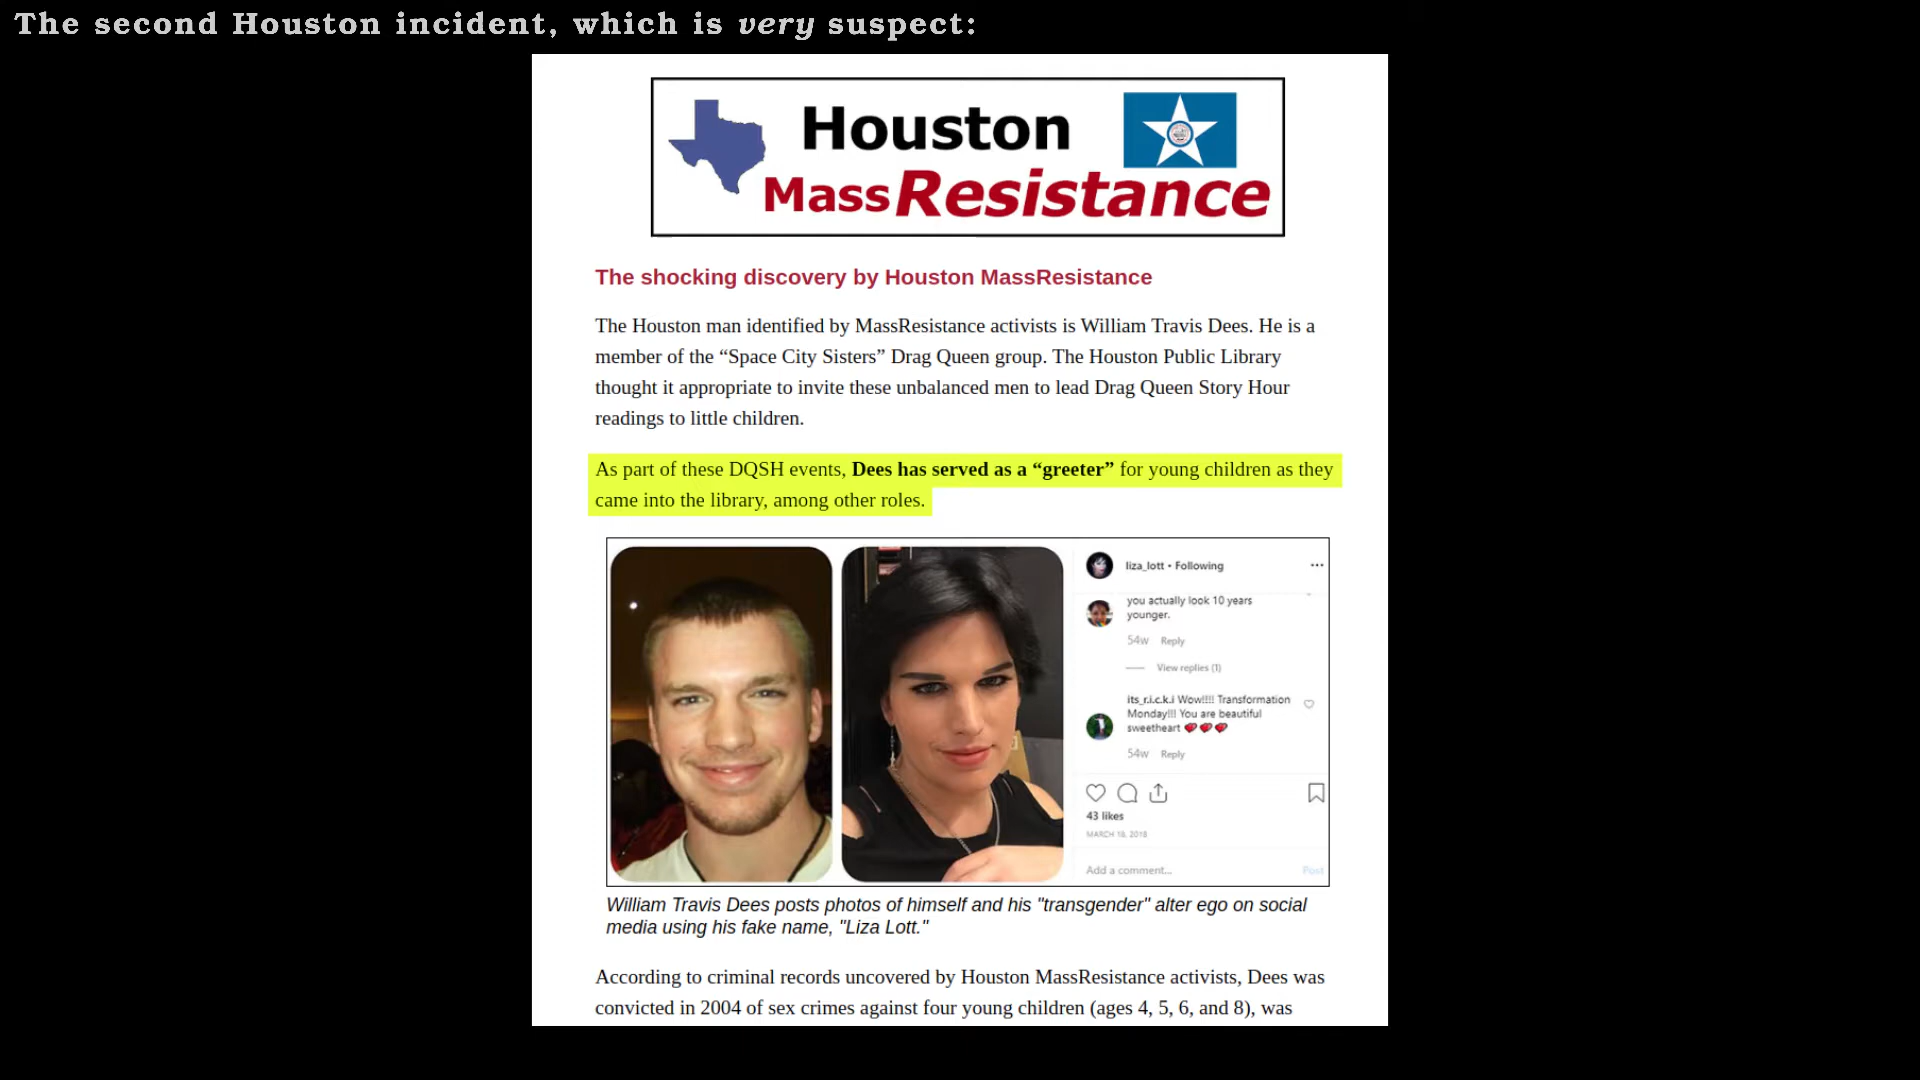 The second Houston incident, which is very suspect:
Houston
MassResistance
The shocking discovery by Houston MassResistance
The Houston man identified by MassResistance activists is William Travis Dees. He is a
member of the “Space City Sisters” Drag Queen group. The Houston Public Library
thought it appropriate to invite these unbalanced men to lead Drag Queen Story Hour
readings to little children.
As part of these DQSH events, Dees has served as a “greeter” for young children as they
came into the library, among other roles.
liza_lott • Following
you actually look 10 years
younger.
54w Reply
View replies (1)
its_r.i.c.k.i Wow!!!! Transformation
Monday!!! You are beautiful
sweetheart
54w Reply
43 likes
MARCH 19, 2018
Add a comment...
Post
William Travis Dees posts photos of himself and his "transgender" alter ego on social
media using his fake name, "Liza Lott."
According to criminal records uncovered by Houston MassResistance activists, Dees was
convicted in 2004 of sex crimes against four young children (ages 4, 5, 6, and 8), was